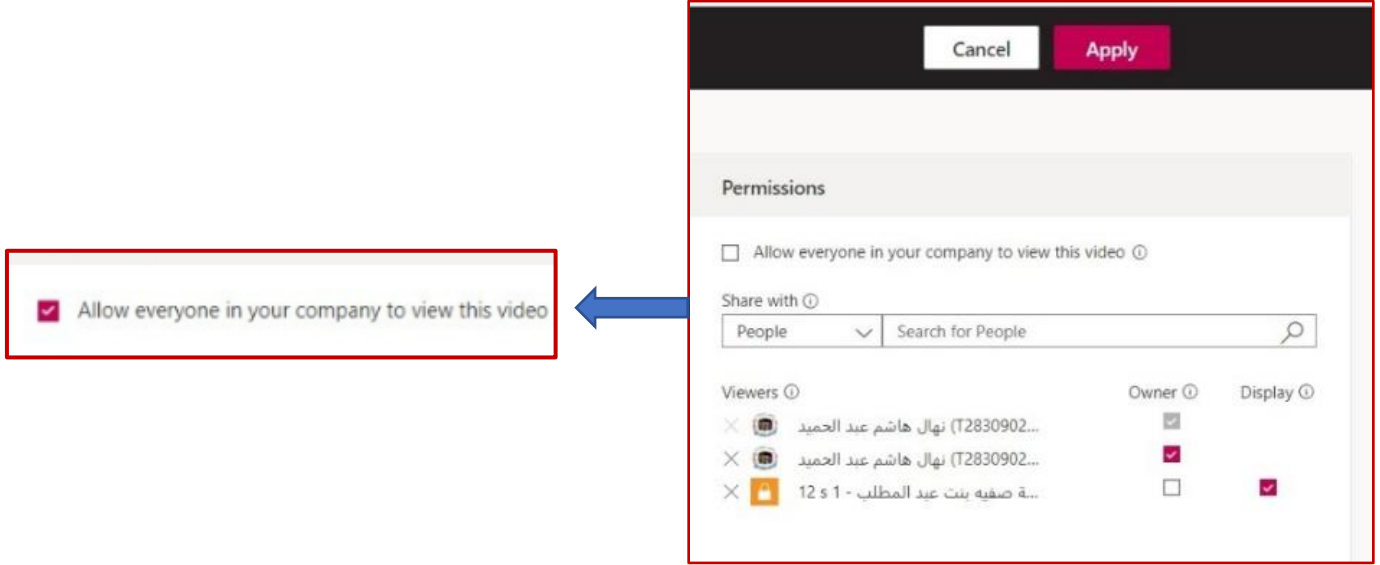 Cancel Apply
Permissions
Allow everyone in your company to view this video
Share with
People Search for People
Viewers Owner Display
نهال هاشم عبد الحميد (T2830902...
نهال هاشم عبد الحميد (T2830902...
...ة صفيه بنت عبد المطلب - 12 s 1
Allow everyone in your company to view this video